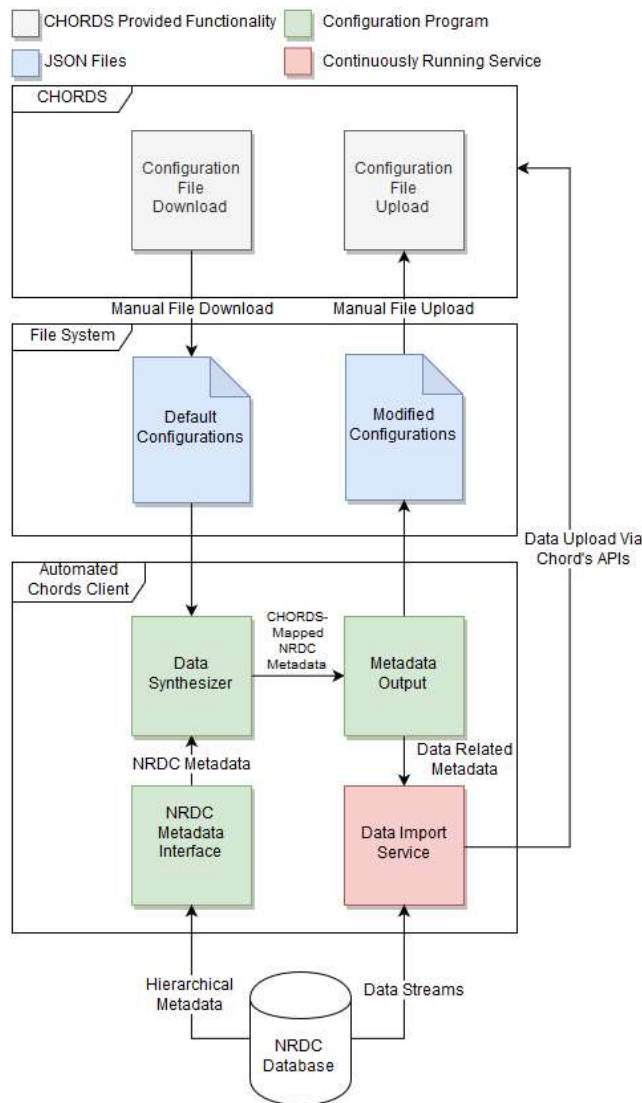 CHORDS Provided Functionality
Configuration Program
JSON Files
Continuously Running Service
CHORDS
Configuration
File
Download
Configuration
File
Upload
Manual File Download
Manual File Upload
File System
Default
Configurations
Modified
Configurations
Data Upload Via
Chord's APIs
Automated
Chords Client
Data
Synthesizer
CHORDS-
Mapped
NRDC
Metadata
Metadata
Output
NRDC Metadata
Data Related
Metadata
NRDC
Metadata
Interface
Data Import
Service
Hierarchical
Metadata
Data Streams
NRDC
Database